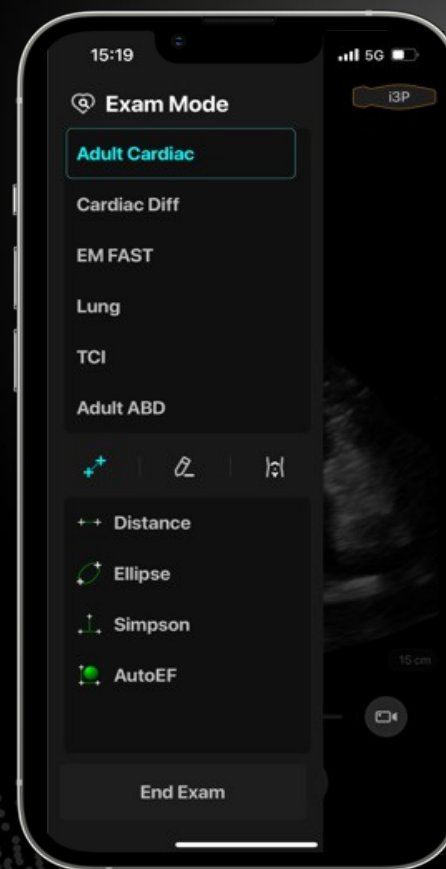 15:19
5G
i3P
Exam Mode
Adult Cardiac
Cardiac Diff
EM FAST
Lung
TCI
Adult ABD
Distance
Ellipse
Simpson
AutoEF
15 cm
End Exam